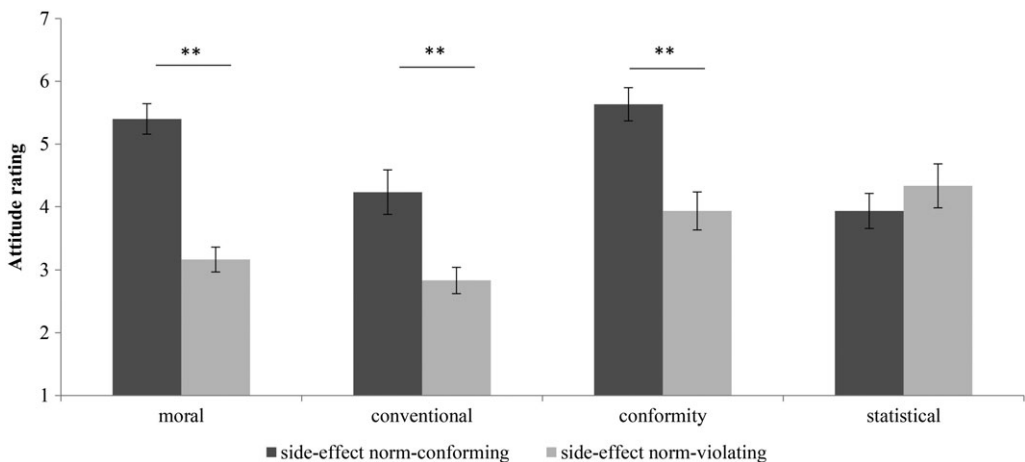 Attitude rating
7
6
5
4
3
2
1
** ** **
moral conventional conformity statistical
side-effect norm-conforming side-effect norm-violating